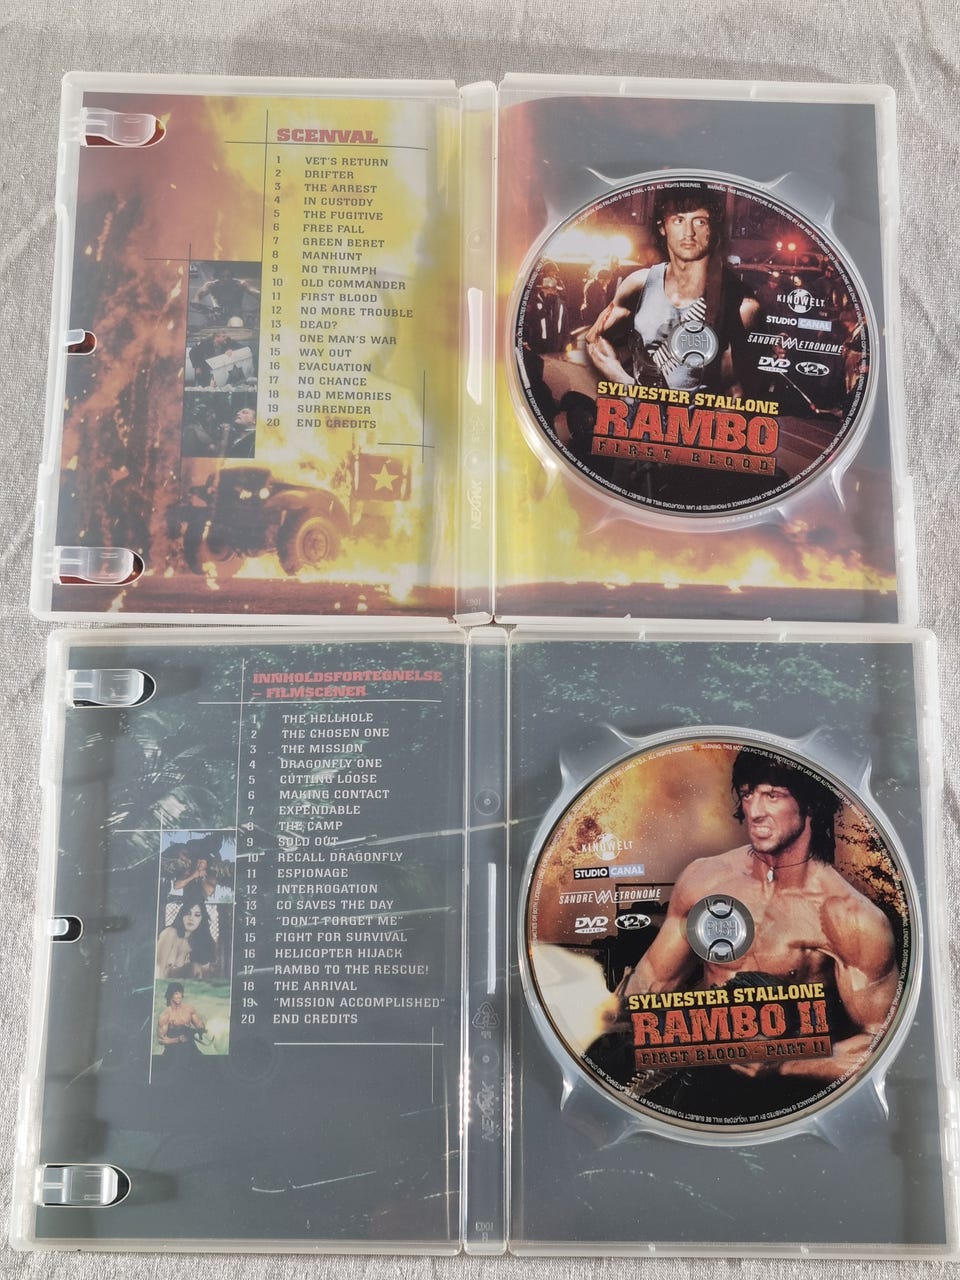 SCENVAL
1 VET'S RETURN
2 DRIFTER
3 THE ARREST
4 IN CUSTODY
5 THE FUGITIVE
6 FREE FALL
7 GREEN BERET
8 MANHUNT
9 NO TRIUMPH
10 OLD COMMANDER
11 FIRST BLOOD
12 NO MORE TROUBLE
13 DEAD?
14 ONE MAN'S WAR
15 WAY OUT
16 EVACUATION
17 NO CHANCE
18 BAD MEMORIES
19 SURRENDER
20 END CREDITS
KINOWELT
STUDIO CANAL
SANDREW METRONOME
DVD
VIDEO
PUSH
SYLVESTER STALLONE
RAMBO
FIRST BLOOD
INNHOLDSFORTEGNELSE
– FILMSCENER
1 THE HELLHOLE
2 THE CHOSEN ONE
3 THE MISSION
4 DRAGONFLY ONE
5 CUTTING LOOSE
6 MAKING CONTACT
7 EXPENDABLE
8 THE CAMP
9 SOLD OUT
10 RECALL DRAGONFLY
11 ESPIONAGE
12 INTERROGATION
13 CO SAVES THE DAY
14 "DON'T FORGET ME"
15 FIGHT FOR SURVIVAL
16 HELICOPTER HIJACK
17 RAMBO TO THE RESCUE!
18 THE ARRIVAL
19 "MISSION ACCOMPLISHED"
20 END CREDITS
KINOWELT
STUDIO CANAL
SANDREW METRONOME
DVD
VIDEO
PUSH
SYLVESTER STALLONE
RAMBO II
FIRST BLOOD - PART II